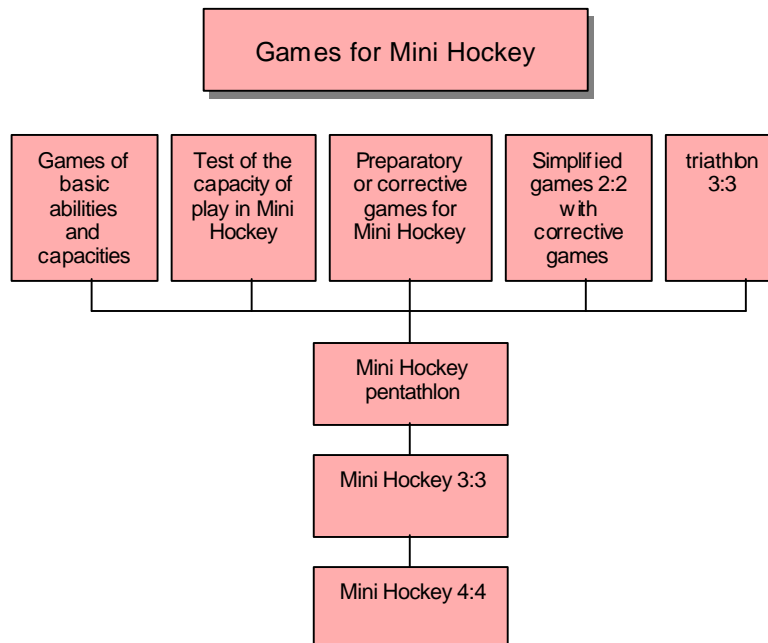 Games for Mini Hockey
Games of
basic
abilities
and
capacities
Test of the
capacity of
play in Mini
Hockey
Preparatory
or corrective
games for
Mini Hockey
Simplified
games 2:2
with
corrective
games
triathlon
3:3
Mini Hockey
pentathlon
Mini Hockey 3:3
Mini Hockey 4:4